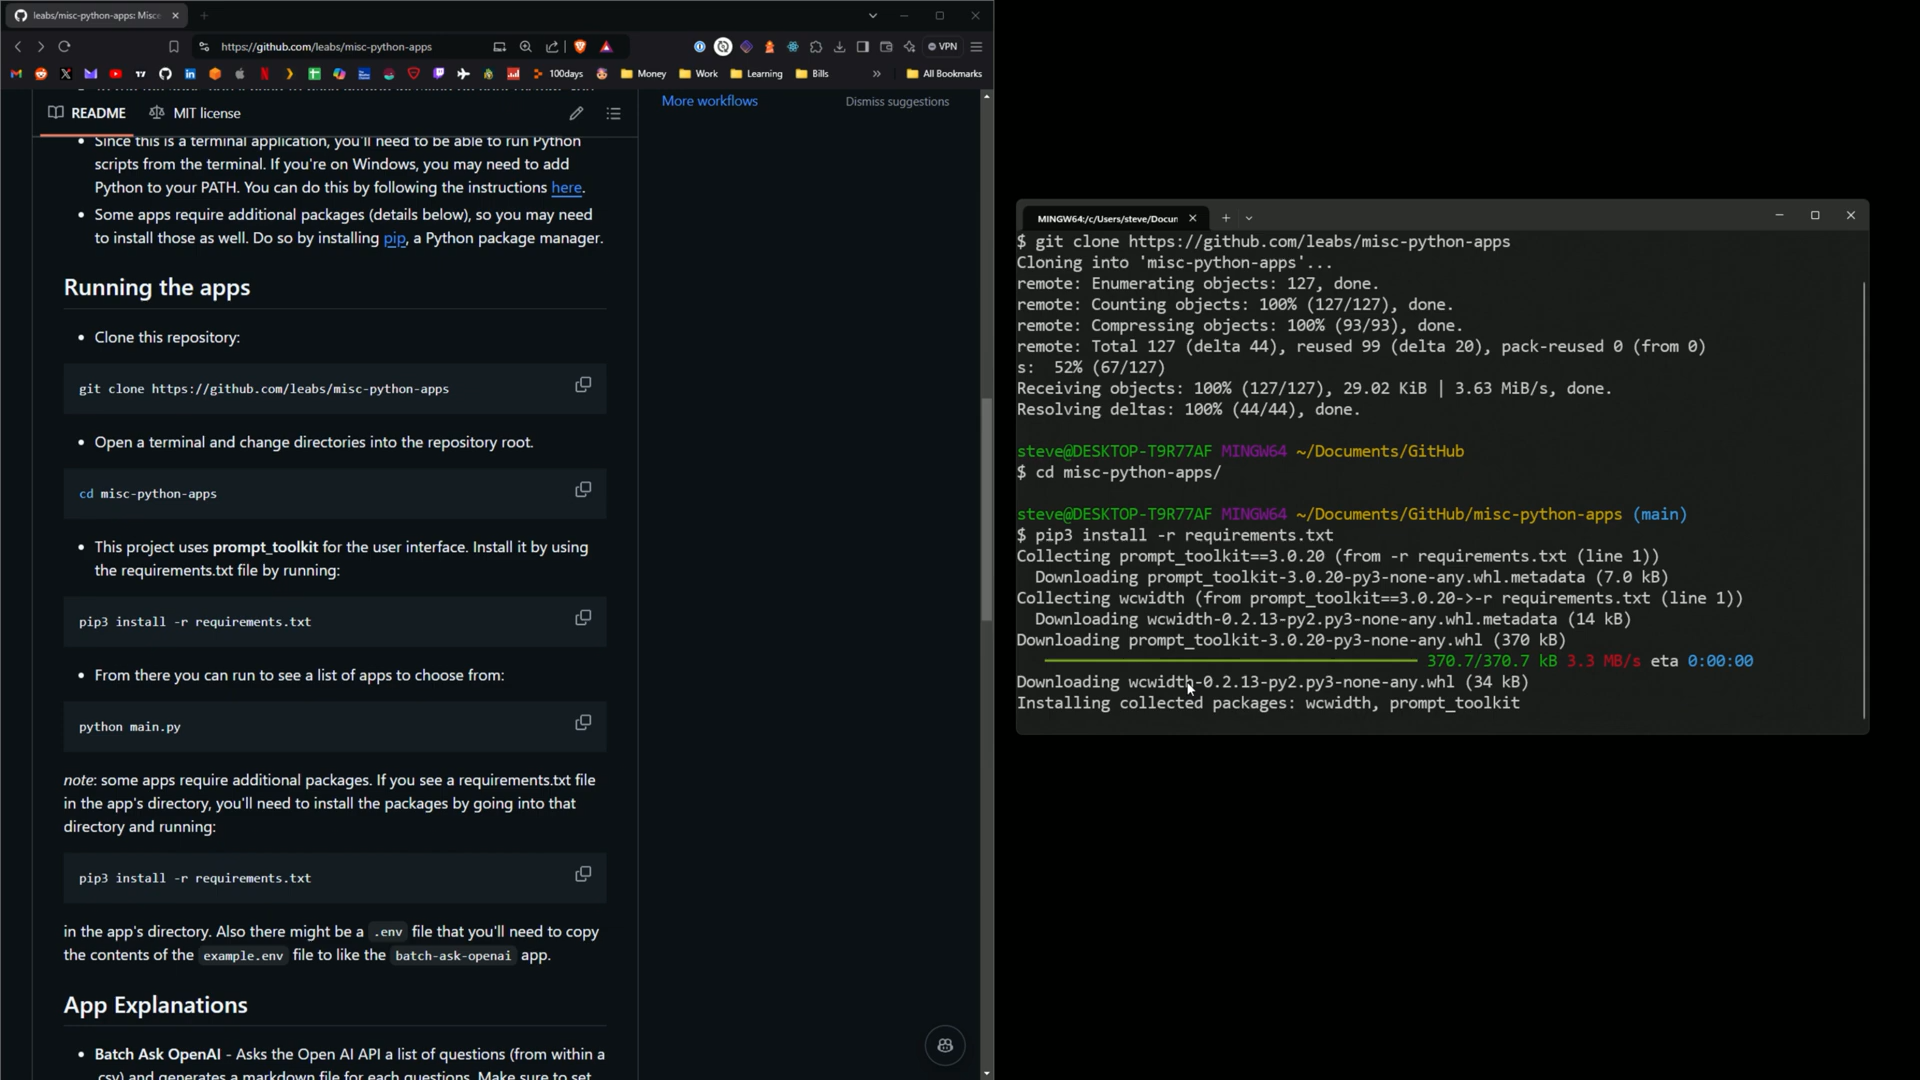 leabs/misc-python-apps: Misc
https://github.com/leabs/misc-python-apps
VPN
100days
Money
Work
Learning
Bills
All Bookmarks
README
MIT license
More workflows
Dismiss suggestions
Since this is a terminal application, you'll need to be able to run Python
scripts from the terminal. If you're on Windows, you may need to add
Python to your PATH. You can do this by following the instructions here.
Some apps require additional packages (details below), so you may need
to install those as well. Do so by installing pip, a Python package manager.
Running the apps
Clone this repository:
git clone https://github.com/leabs/misc-python-apps
Open a terminal and change directories into the repository root.
cd misc-python-apps
This project uses prompt_toolkit for the user interface. Install it by using
the requirements.txt file by running:
pip3 install -r requirements.txt
From there you can run to see a list of apps to choose from:
python main.py
note: some apps require additional packages. If you see a requirements.txt file
in the app's directory, you'll need to install the packages by going into that
directory and running:
pip3 install -r requirements.txt
in the app's directory. Also there might be a .env file that you'll need to copy
the contents of the example.env file to like the batch-ask-openai app.
App Explanations
Batch Ask OpenAI - Asks the Open AI API a list of questions (from within a
csv) and generates a markdown file for each questions. Make sure to set
MINGW64:/c/Users/steve/Docum
$ git clone https://github.com/leabs/misc-python-apps
Cloning into 'misc-python-apps'...
remote: Enumerating objects: 127, done.
remote: Counting objects: 100% (127/127), done.
remote: Compressing objects: 100% (93/93), done.
remote: Total 127 (delta 44), reused 99 (delta 20), pack-reused 0 (from 0)
s:  52% (67/127)
Receiving objects: 100% (127/127), 29.02 KiB | 3.63 MiB/s, done.
Resolving deltas: 100% (44/44), done.
steve@DESKTOP-T9R77AF MINGW64 ~/Documents/GitHub
$ cd misc-python-apps/
steve@DESKTOP-T9R77AF MINGW64 ~/Documents/GitHub/misc-python-apps (main)
$ pip3 install -r requirements.txt
Collecting prompt_toolkit==3.0.20 (from -r requirements.txt (line 1))
Downloading prompt_toolkit-3.0.20-py3-none-any.whl.metadata (7.0 kB)
Collecting wcwidth (from prompt_toolkit==3.0.20->-r requirements.txt (line 1))
Downloading wcwidth-0.2.13-py2.py3-none-any.whl.metadata (14 kB)
Downloading prompt_toolkit-3.0.20-py3-none-any.whl (370 kB)
370.7/370.7 kB 3.3 MB/s eta 0:00:00
Downloading wcwidth-0.2.13-py2.py3-none-any.whl (34 kB)
Installing collected packages: wcwidth, prompt_toolkit